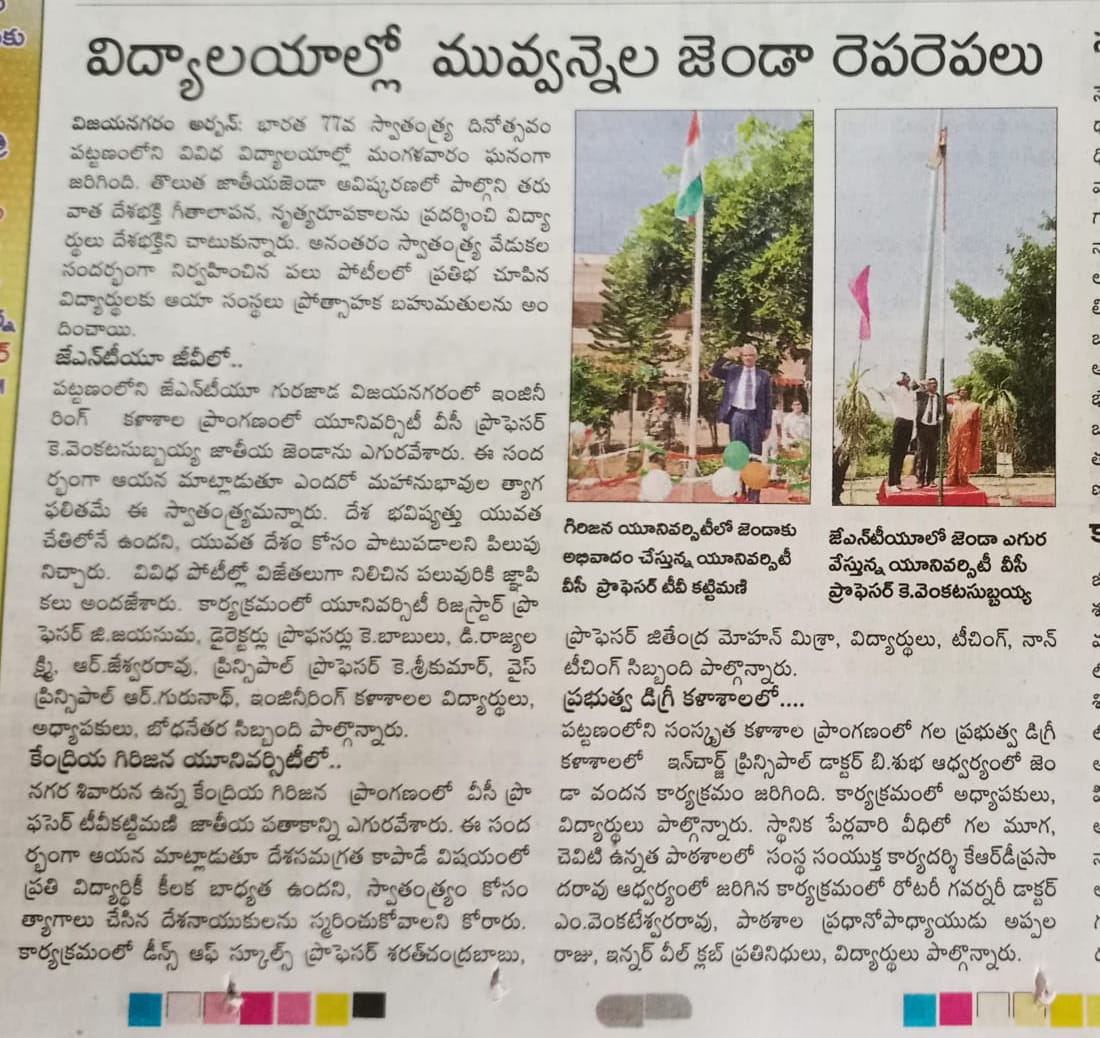 విద్యాలయాల్లో మువ్వన్నెల జెండా రెపరెపలు
విజయనగరం అర్బన్: భారత 77వ స్వాతంత్ర్య దినోత్సవం
పట్టణంలోని వివిధ విద్యాలయాల్లో మంగళవారం ఘనంగా
జరిగింది. తొలుత జాతీయజెండా ఆవిష్కరణలో పాల్గొని తరు
వాత దేశభక్తి గీతాలాపన, నృత్యరూపకాలను ప్రదర్శించి విద్యా
ర్థులు దేశభక్తిని చాటుకున్నారు. అనంతరం స్వాతంత్ర్య వేడుకల
సందర్భంగా నిర్వహించిన పలు పోటీలలో ప్రతిభ చూపిన
విద్యార్థులకు ఆయా సంస్థలు ప్రోత్సాహక బహుమతులను అం
దించాయి.
జేఎన్‌టీయూ జీవీలో..
పట్టణంలోని జేఎన్‌టీయూ గురజాడ విజయనగరంలో ఇంజినీ
రింగ్ కళాశాల ప్రాంగణంలో యూనివర్సిటీ వీసీ ప్రొఫెసర్
కె.వెంకటసుబ్బయ్య జాతీయ జెండాను ఎగురవేశారు. ఈ సంద
ర్భంగా ఆయన మాట్లాడుతూ ఎందరో మహానుభావుల త్యాగ
ఫలితమే ఈ స్వాతంత్ర్యమన్నారు. దేశ భవిష్యత్తు యువత
చేతిలోనే ఉందని, యువత దేశం కోసం పాటుపడాలని పిలుపు
నిచ్చారు. వివిధ పోటీల్లో విజేతలుగా నిలిచిన పలువురికి జ్ఞాపి
కలు అందజేశారు. కార్యక్రమంలో యూనివర్సిటీ రిజిస్ట్రార్ ప్రొ
ఫెసర్ జి.జయసుమ, డైరెక్టర్లు ప్రొఫసర్లు కె.బాబులు, డి.రాజ్యల
క్ష్మి, ఆర్.జేశ్వరరావు, ప్రిన్సిపాల్ ప్రొఫెసర్ కె.శ్రీకుమార్, వైస్
ప్రిన్సిపాల్ ఆర్.గురునాథ్, ఇంజినీరింగ్ కళాశాలల విద్యార్థులు,
అధ్యాపకులు, బోధనేతర సిబ్బంది పాల్గొన్నారు.
కేంద్రియ గిరిజన యూనివర్సిటీలో..
నగర శివారున ఉన్న కేంద్రియ గిరిజన ప్రాంగణంలో వీసీ ప్రొ
ఫసెర్ టీవీకట్టిమణి జాతీయ పతాకాన్ని ఎగురవేశారు. ఈ సంద
ర్భంగా ఆయన మాట్లాడుతూ దేశసమగ్రత కాపాడే విషయంలో
ప్రతి విద్యార్థికీ కీలక బాధ్యత ఉందని, స్వాతంత్ర్యం కోసం
త్యాగాలు చేసిన దేశనాయుకులను స్మరించుకోవాలని కోరారు.
కార్యక్రమంలో డీన్స్ ఆఫ్ స్కూల్స్ ప్రొఫెసర్ శరత్‌చంద్రబాబు,
గిరిజన యూనివర్సిటీలో జెండాకు
అభివాదం చేస్తున్న యూనివర్సిటీ
వీసీ ప్రొఫెసర్ టీవీ కట్టిమణి
జేఎన్‌టీయూలో జెండా ఎగుర
వేస్తున్న యూనివర్సిటీ వీసీ
ప్రొఫెసర్ కె.వెంకటసుబ్బయ్య
ప్రొఫెసర్ జితేంద్ర మోహన్ మిశ్రా, విద్యార్థులు, టీచింగ్, నాన్
టీచింగ్ సిబ్బంది పాల్గొన్నారు.
ప్రభుత్వ డిగ్రీ కళాశాలలో....
పట్టణంలోని సంస్కృత కళాశాల ప్రాంగణంలో గల ప్రభుత్వ డిగ్రీ
కళాశాలలో ఇన్‌చార్జ్ ప్రిన్సిపాల్ డాక్టర్ బి.శుభ ఆధ్వర్యంలో జెం
డా వందన కార్యక్రమం జరిగింది. కార్యక్రమంలో అధ్యాపకులు,
విద్యార్థులు పాల్గొన్నారు. స్థానిక పేర్లవారి వీధిలో గల మూగ,
చెవిటి ఉన్నత పాఠశాలలో సంస్థ సంయుక్త కార్యదర్శి కేఆర్‌డీప్రసా
దరావు ఆధ్వర్యంలో జరిగిన కార్యక్రమంలో రోటరీ గవర్నరీ డాక్టర్
ఎం.వెంకటేశ్వరరావు, పాఠశాల ప్రధానోపాధ్యాయుడు అప్పల
రాజు, ఇన్నర్ వీల్ క్లబ్ ప్రతినిధులు, విద్యార్థులు పాల్గొన్నారు.